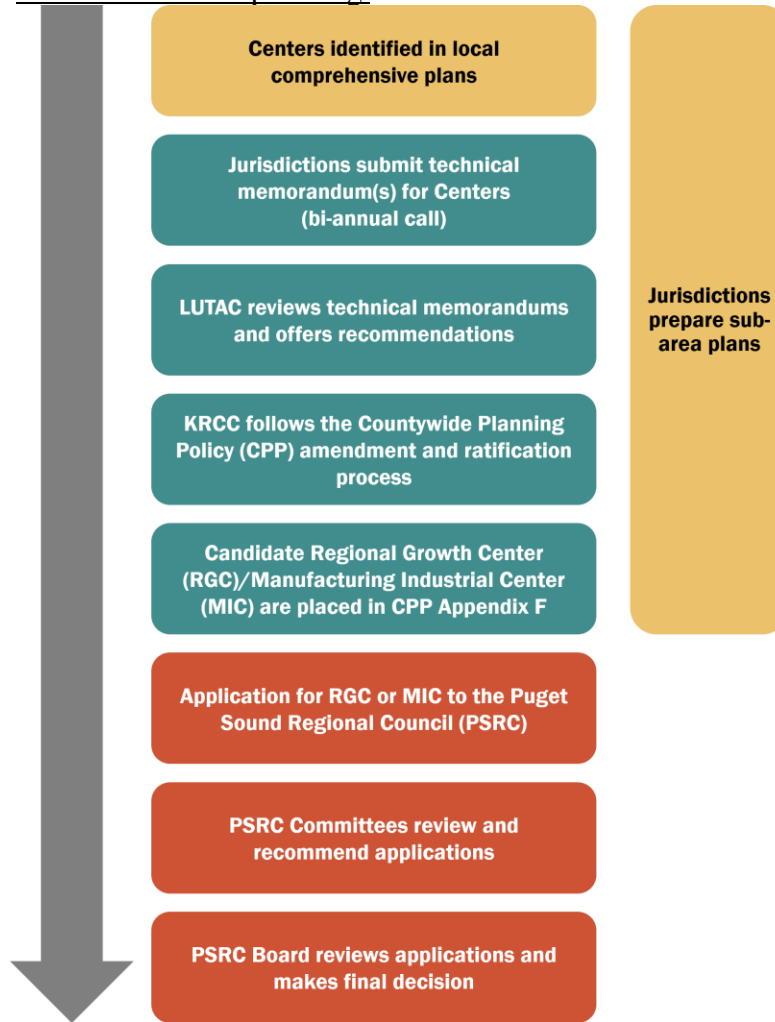 Centers identified in local
comprehensive plans
Jurisdictions submit technical
memorandum(s) for Centers
(bi-annual call)
LUTAC reviews technical memorandums
and offers recommendations
KRCC follows the Countywide Planning
Policy (CPP) amendment and ratification
process
Candidate Regional Growth Center
(RGC)/Manufacturing Industrial Center
(MIC) are placed in CPP Appendix F
Application for RGC or MIC to the Puget
Sound Regional Council (PSRC)
PSRC Committees review and
recommend applications
PSRC Board reviews applications and
makes final decision
Jurisdictions
prepare sub-
area plans